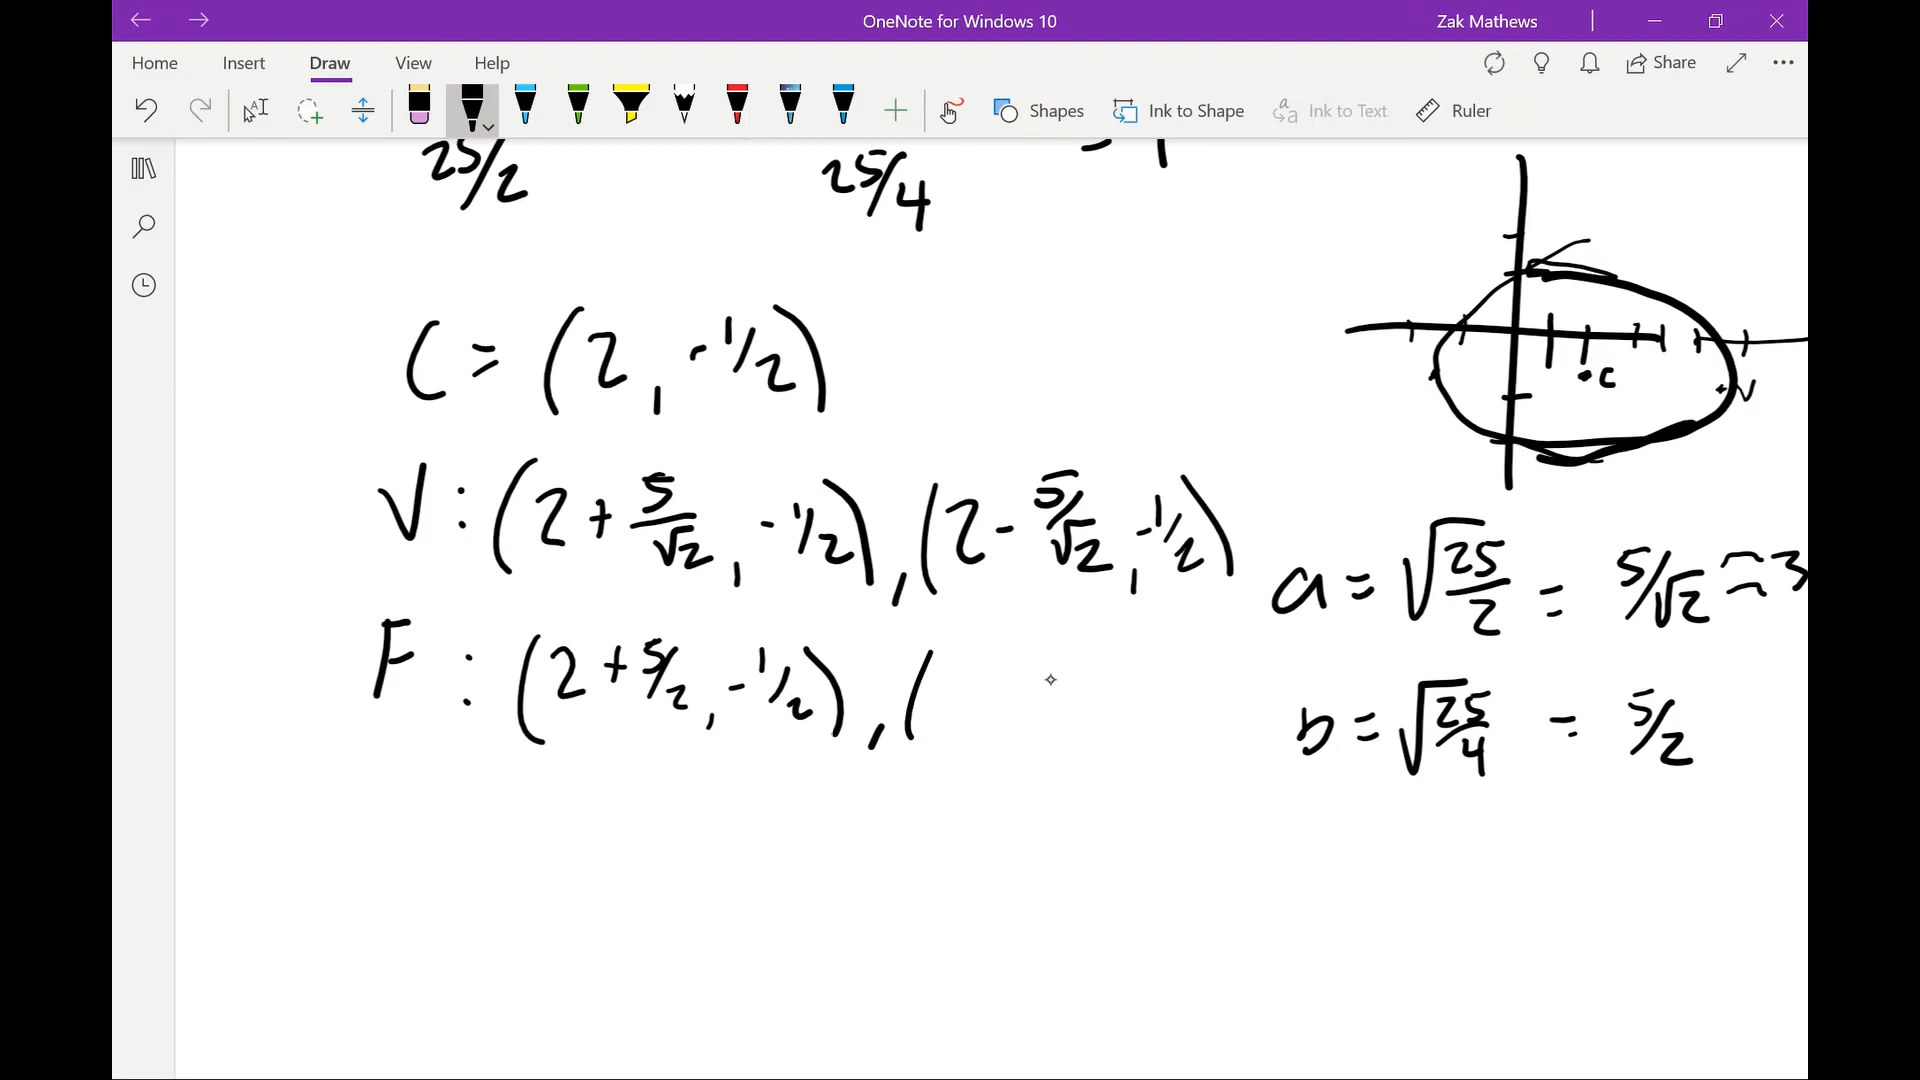 OneNote for Windows 10
Zak Mathews
Home Insert Draw View Help
Share
Shapes
Ink to Shape
Ink to Text
Ruler
25/2
25/4
C = (2, -1/2)
C
V
V : (2 + 5/√2, -1/2), (2 - 5/√2, -1/2)
a = √25/2 = 5/√2 ≈ 3
F : (2 + 5/2, -1/2), (
b = √25/4 = 5/2